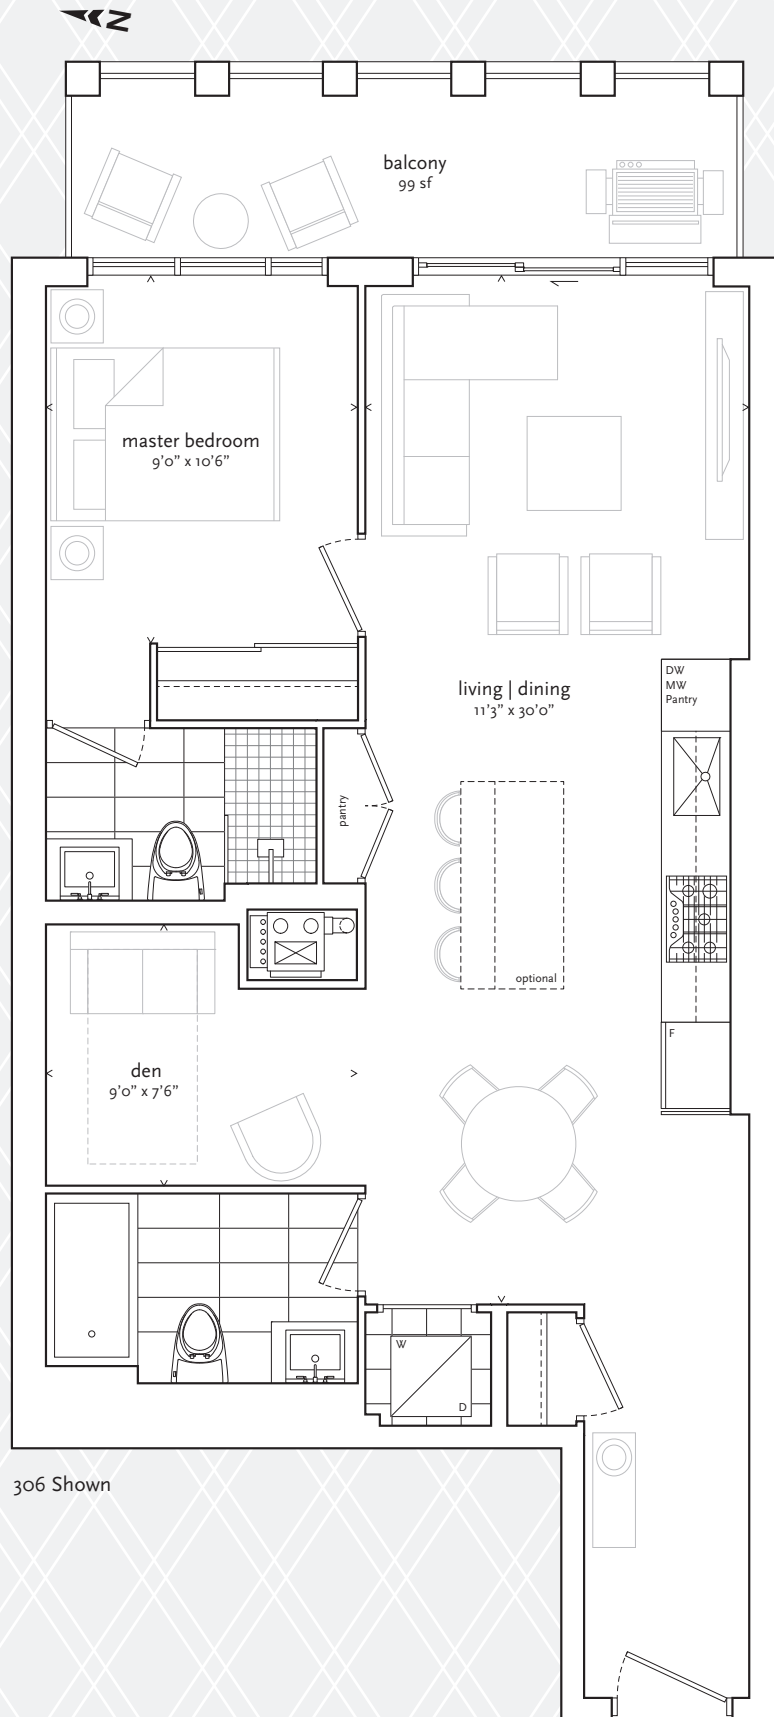 N
balcony
99 sf
master bedroom
9'0" x 10'6"
living | dining
11'3" x 30'0"
DW
MW
Pantry
pantry
optional
F
den
9'0" x 7'6"
W
D
306 Shown